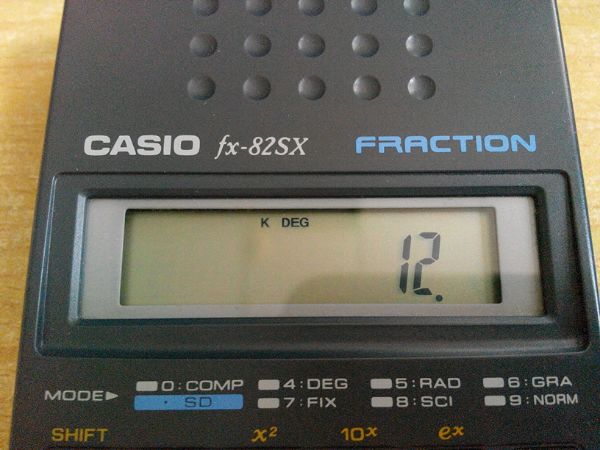 CASIO fx-82SX FRACTION
K DEG
12.
MODE▶ 0:COMP 4:DEG 5:RAD 6:GRA
· SD 7:FIX 8:SCI 9:NORM
SHIFT x² 10ˣ eˣ